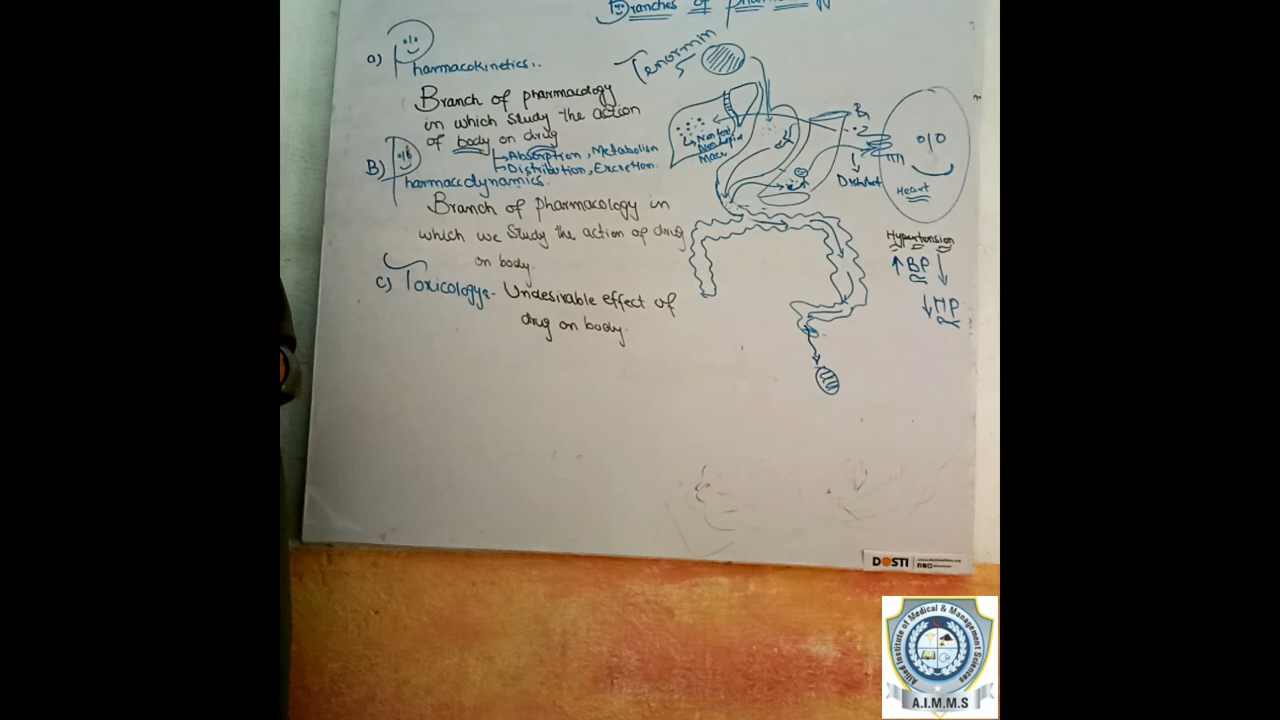 Branches of
a) Pharmacokinetics:.
Branch of pharmacology
in which study the action
of body on drug
Absorption, Metabolism
Distribution, Excretion
B) Pharmacodynamics.
Branch of pharmacology in
which we study the action of drug
on body.
c) Toxicology:- Undesirable effect of
drug on body.
Tenormin
Heart
Hypertension
↑ BP
DOSTI
Allied Institute of Medical & Management Sciences
A.I.M.M.S